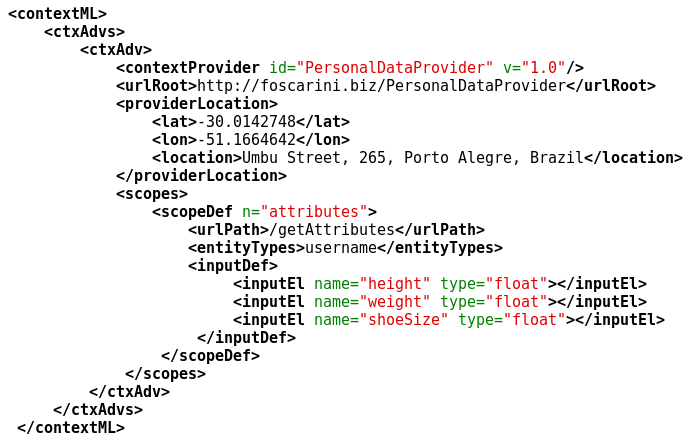 <contextML>
<ctxAdvs>
<ctxAdv>
<contextProvider id="PersonalDataProvider" v="1.0"/>
<urlRoot>http://foscarini.biz/PersonalDataProvider</urlRoot>
<providerLocation>
<lat>-30.0142748</lat>
<lon>-51.1664642</lon>
<location>Umbu Street, 265, Porto Alegre, Brazil</location>
</providerLocation>
<scopes>
<scopeDef n="attributes">
<urlPath>/getAttributes</urlPath>
<entityTypes>username</entityTypes>
<inputDef>
<inputEl name="height" type="float"></inputEl>
<inputEl name="weight" type="float"></inputEl>
<inputEl name="shoeSize" type="float"></inputEl>
</inputDef>
</scopeDef>
</scopes>
</ctxAdv>
</ctxAdvs>
</contextML>